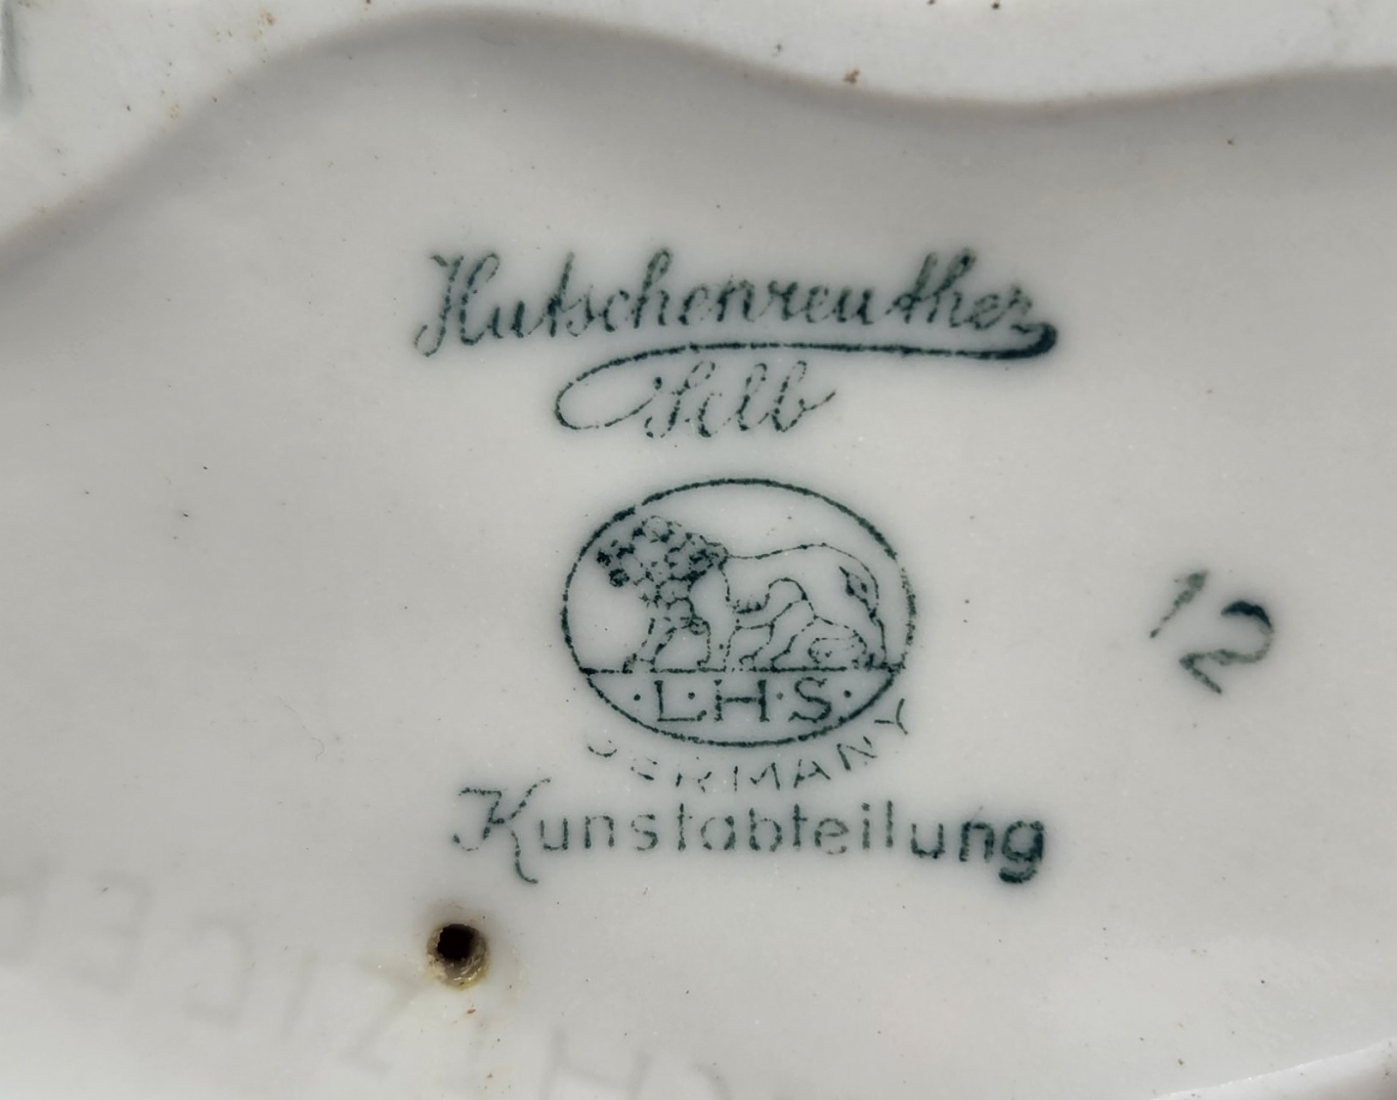 Hutschenreuther
Selb
·L·H·S·
GERMANY
Kunstabteilung
12